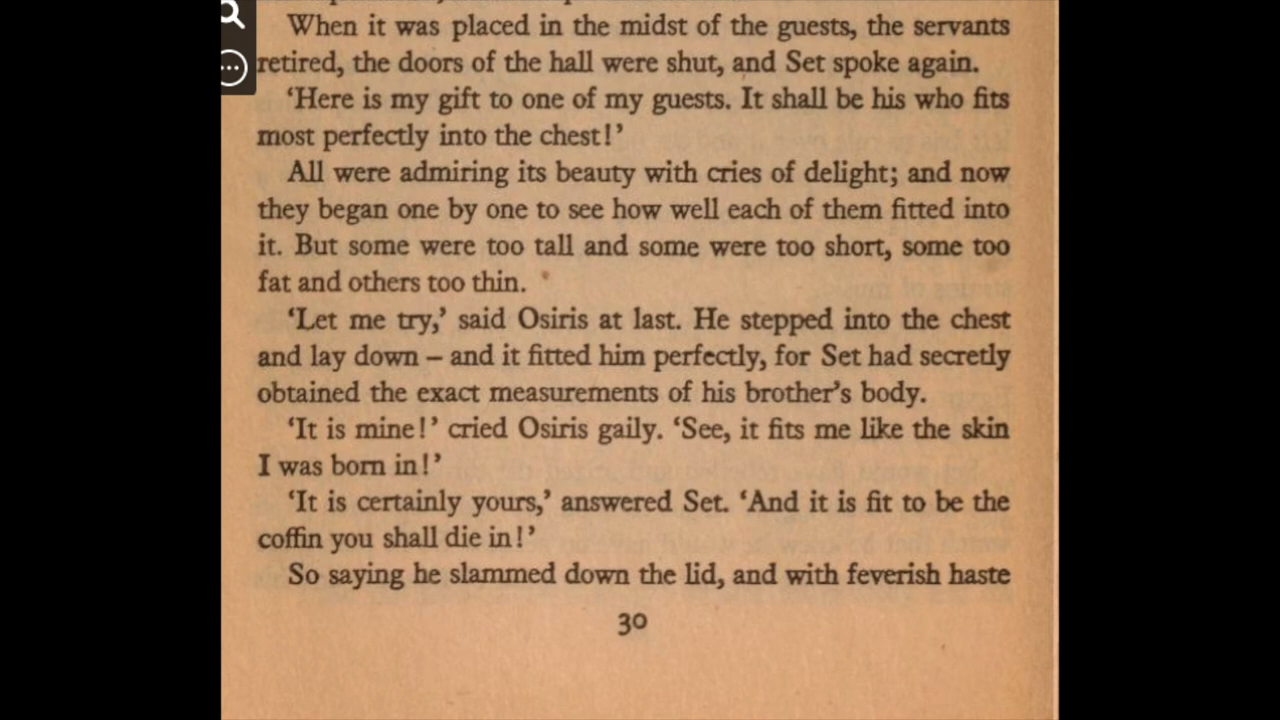 When it was placed in the midst of the guests, the servants
retired, the doors of the hall were shut, and Set spoke again.
‘Here is my gift to one of my guests. It shall be his who fits
most perfectly into the chest!’
All were admiring its beauty with cries of delight; and now
they began one by one to see how well each of them fitted into
it. But some were too tall and some were too short, some too
fat and others too thin.
‘Let me try,’ said Osiris at last. He stepped into the chest
and lay down – and it fitted him perfectly, for Set had secretly
obtained the exact measurements of his brother’s body.
‘It is mine!’ cried Osiris gaily. ‘See, it fits me like the skin
I was born in!’
‘It is certainly yours,’ answered Set. ‘And it is fit to be the
coffin you shall die in!’
So saying he slammed down the lid, and with feverish haste
30